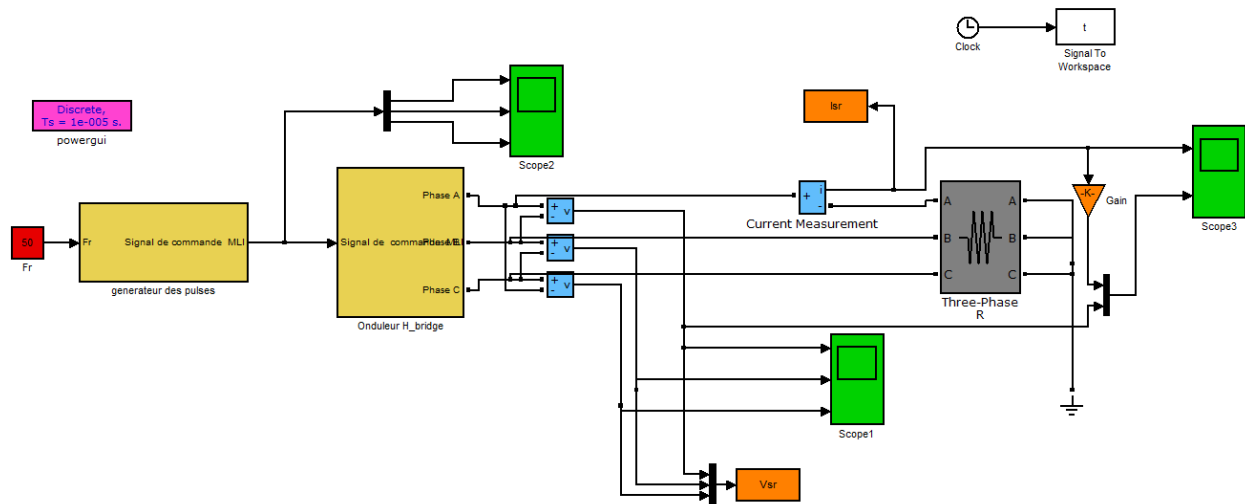 Clock
t
Signal To
Workspace
Discrete,
Ts = 1e-005 s.
powergui
Scope2
Isr
Scope3
50
Fr
Fr
Signal de commande MLI
generateur des pulses
Signal de commande MLI
Phase A
Phase B
Phase C
Onduleur H_bridge
+
-
v
+
-
v
+
-
v
+
-
i
Current Measurement
A
B
C
A
B
C
Three-Phase
R
-K-
Gain
Scope1
Vsr